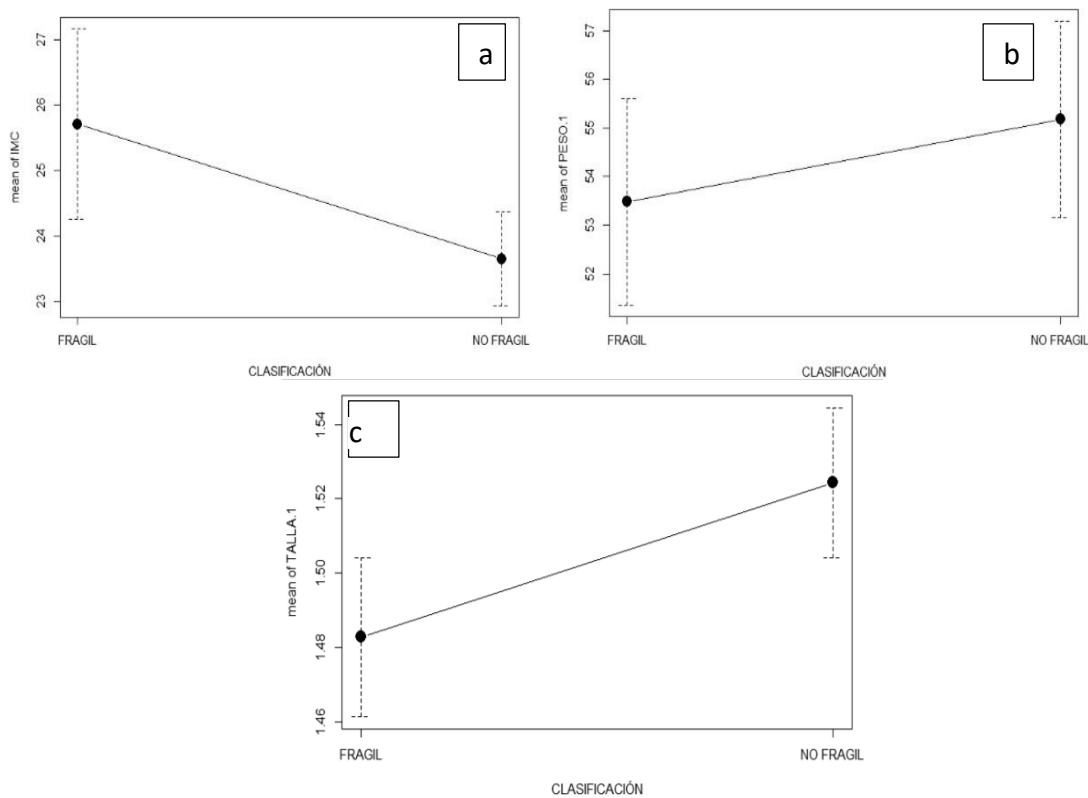 a
mean of IMC
27
26
25
24
23
FRAGIL
NO FRAGIL
CLASIFICACIÓN
b
mean of PESO.1
57
56
55
54
53
52
FRAGIL
NO FRAGIL
CLASIFICACIÓN
c
mean of TALLA.1
1.54
1.52
1.50
1.48
1.46
FRAGIL
NO FRAGIL
CLASIFICACIÓN